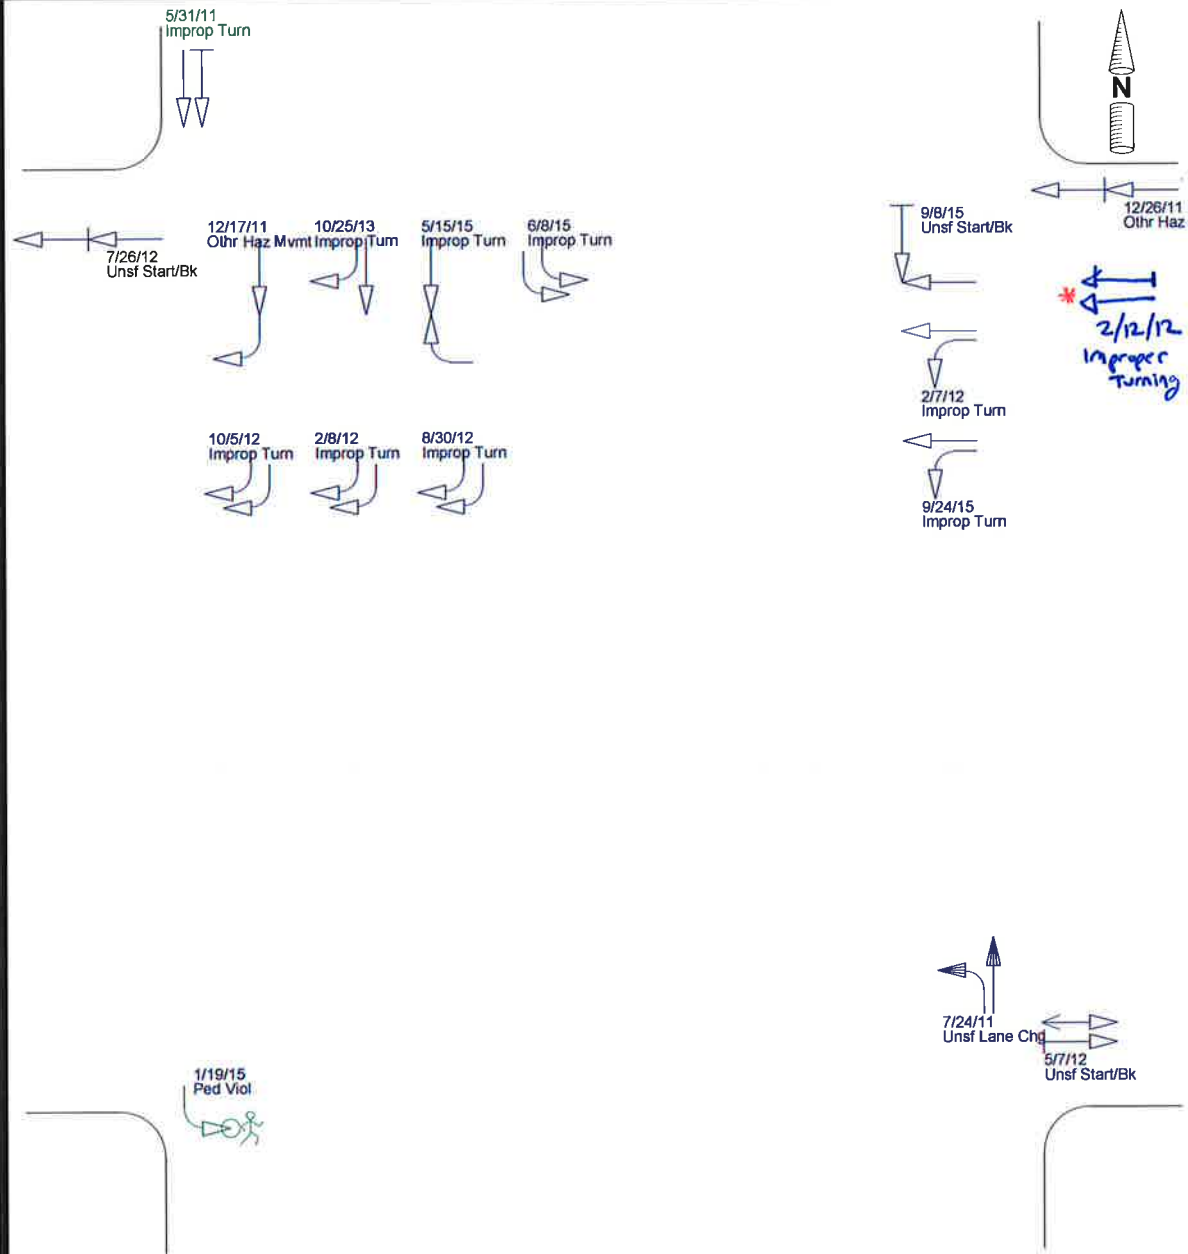 5/31/11
Improp Turn
N
12/26/11
Othr Haz
7/26/12
Unsf Start/Bk
12/17/11
Othr Haz Mvmt
10/25/13
Improp Turn
5/15/15
Improp Turn
6/8/15
Improp Turn
9/8/15
Unsf Start/Bk
*
2/12/12
Improper
Turning
2/7/12
Improp Turn
10/5/12
Improp Turn
2/8/12
Improp Turn
8/30/12
Improp Turn
9/24/15
Improp Turn
7/24/11
Unsf Lane Chg
5/7/12
Unsf Start/Bk
1/19/15
Ped Viol